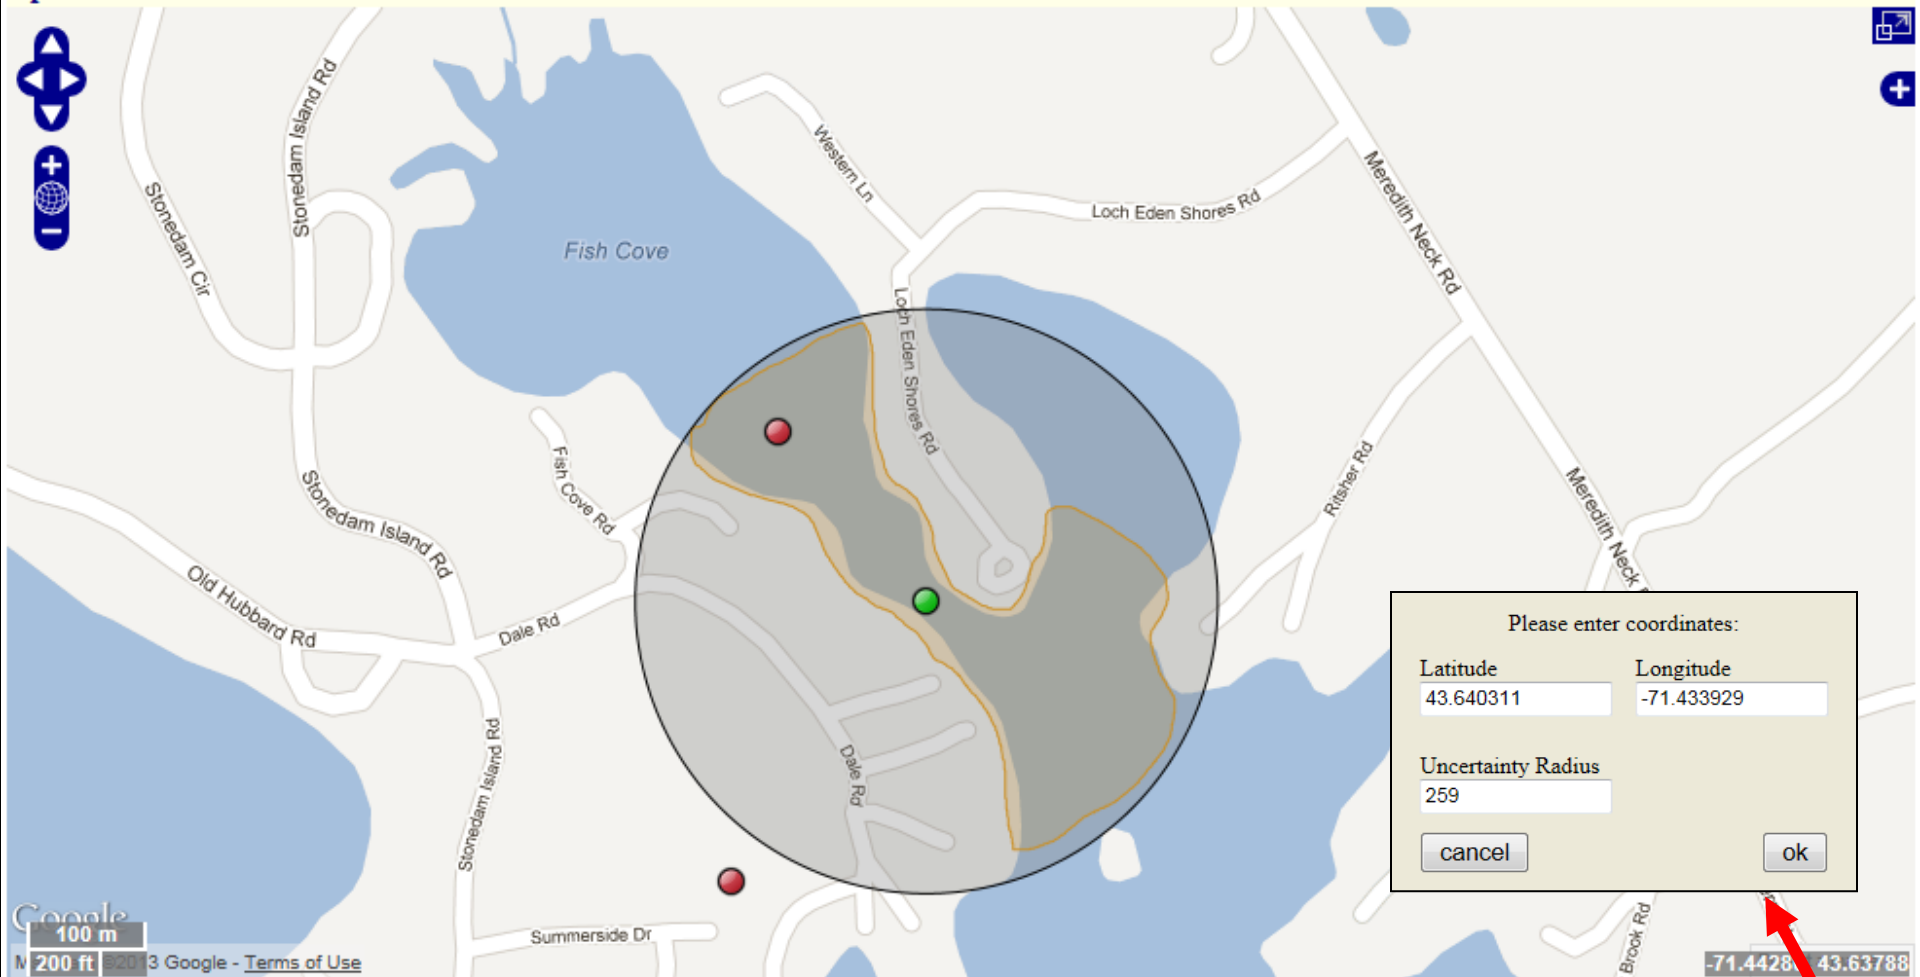 Stonedam Island Rd
Stonedam Cir
Western Ln
Loch Eden Shores Rd
Meredith Neck Rd
Fish Cove
Loch Eden Shores Rd
Ritsher Rd
Fish Cove Rd
Stonedam Island Rd
Meredith Neck
Old Hubbard Rd
Dale Rd
Please enter coordinates:
Latitude Longitude
43.640311 -71.433929
Uncertainty Radius
259
cancel ok
Stonedam Island Rd
Dale Rd
Summerside Dr
Brook Rd
Google
100 m
200 ft 3 Google - Terms of Use
43.63788